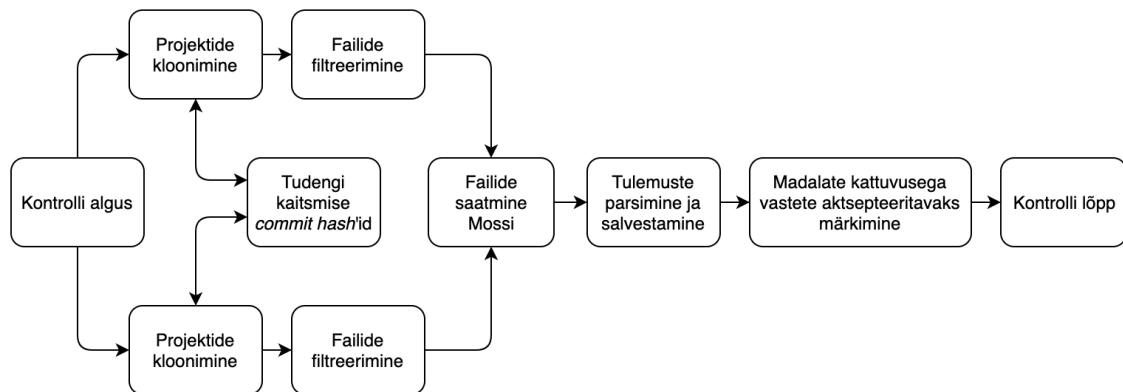 Projektide
kloonimine
Failide
filtreerimine
Kontrolli algus
Tudengi
kaitsmise
commit hash'id
Failide
saatmine
Mossi
Tulemuste
parsimine ja
salvestamine
Madalate kattuvusega
vastete aktsepteeritavaks
märkimine
Kontrolli lõpp
Projektide
kloonimine
Failide
filtreerimine